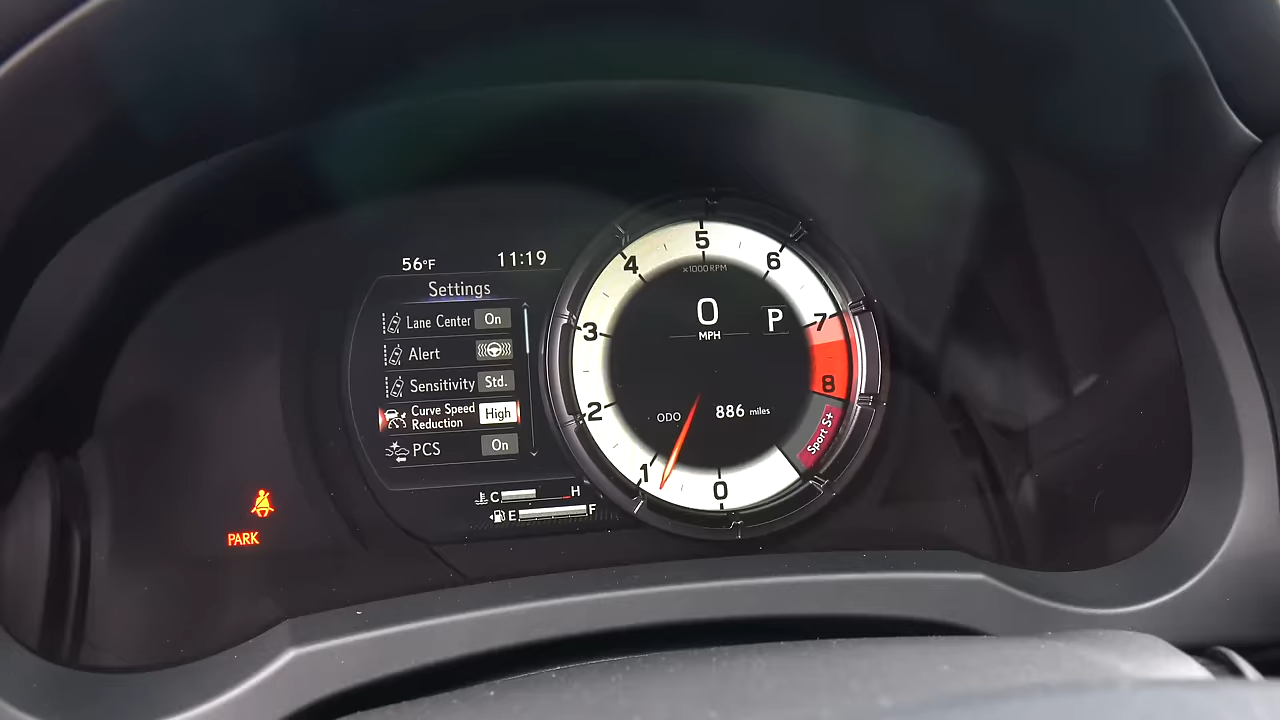 56°F 11:19
Settings
Lane Center On
Alert
Sensitivity Std.
Curve Speed
Reduction
High
PCS On
C H
E F
PARK
5
4 6
x1000 RPM
0
MPH
P
3 7
8
2
ODO 886 miles
Sport S+
1
0